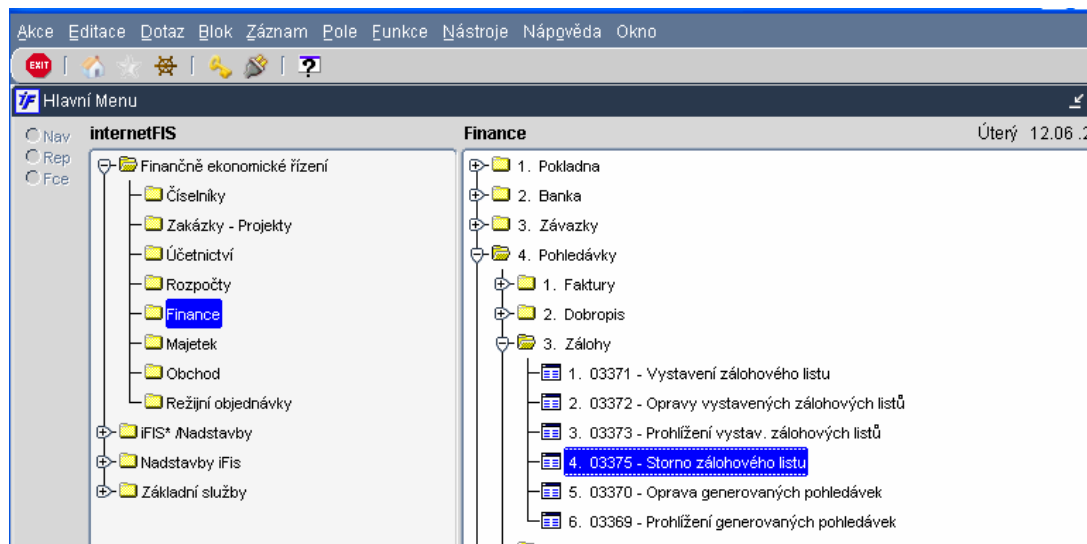 Akce Editace Dotaz Blok Záznam Pole Funkce Nástroje Nápověda Okno
EXIT
Hlavní Menu
Nav
Rep
Fce
internetFIS
Finančně ekonomické řízení
Číselníky
Zakázky - Projekty
Účetnictví
Rozpočty
Finance
Majetek
Obchod
Režijní objednávky
iFIS* /Nadstavby
Nadstavby iFis
Základní služby
Finance
Úterý 12.06.2
1. Pokladna
2. Banka
3. Závazky
4. Pohledávky
1. Faktury
2. Dobropis
3. Zálohy
1. 03371 - Vystavení zálohového listu
2. 03372 - Opravy vystavených zálohových listů
3. 03373 - Prohlížení vystav. zálohových listů
4. 03375 - Storno zálohového listu
5. 03370 - Oprava generovaných pohledávek
6. 03369 - Prohlížení generovaných pohledávek